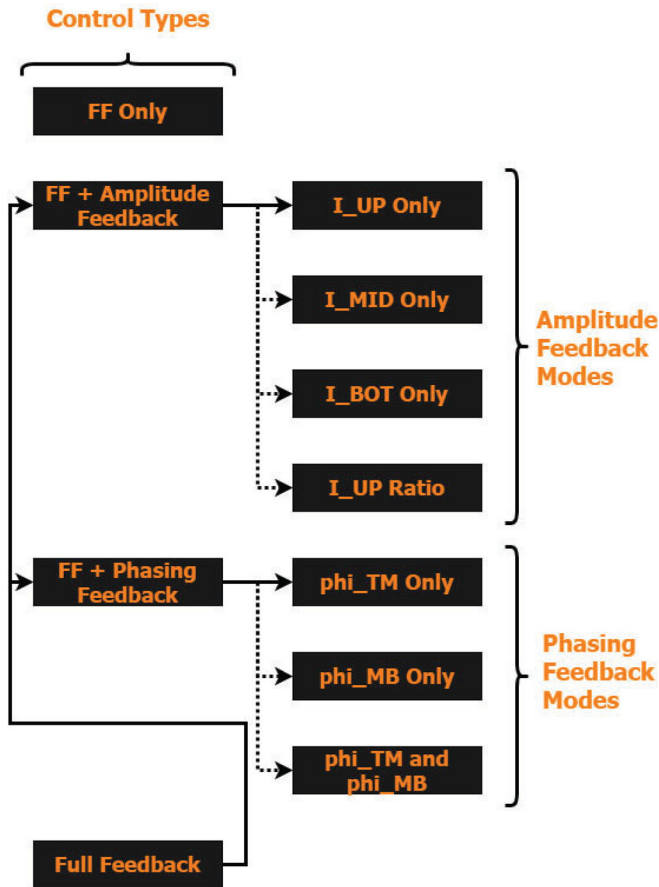 Control Types
FF Only
FF + Amplitude
Feedback
I_UP Only
I_MID Only
I_BOT Only
I_UP Ratio
Amplitude
Feedback
Modes
FF + Phasing
Feedback
phi_TM Only
phi_MB Only
phi_TM and
phi_MB
Phasing
Feedback
Modes
Full Feedback